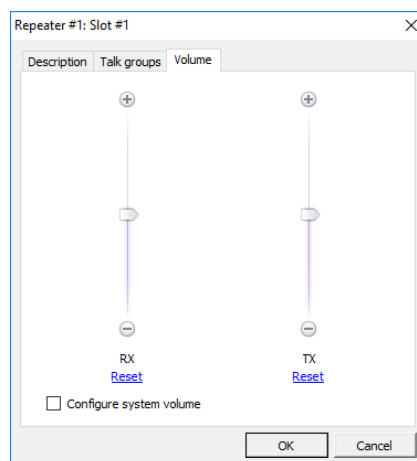 Repeater #1: Slot #1
Description Talk groups Volume
RX TX
Reset Reset
Configure system volume
OK Cancel